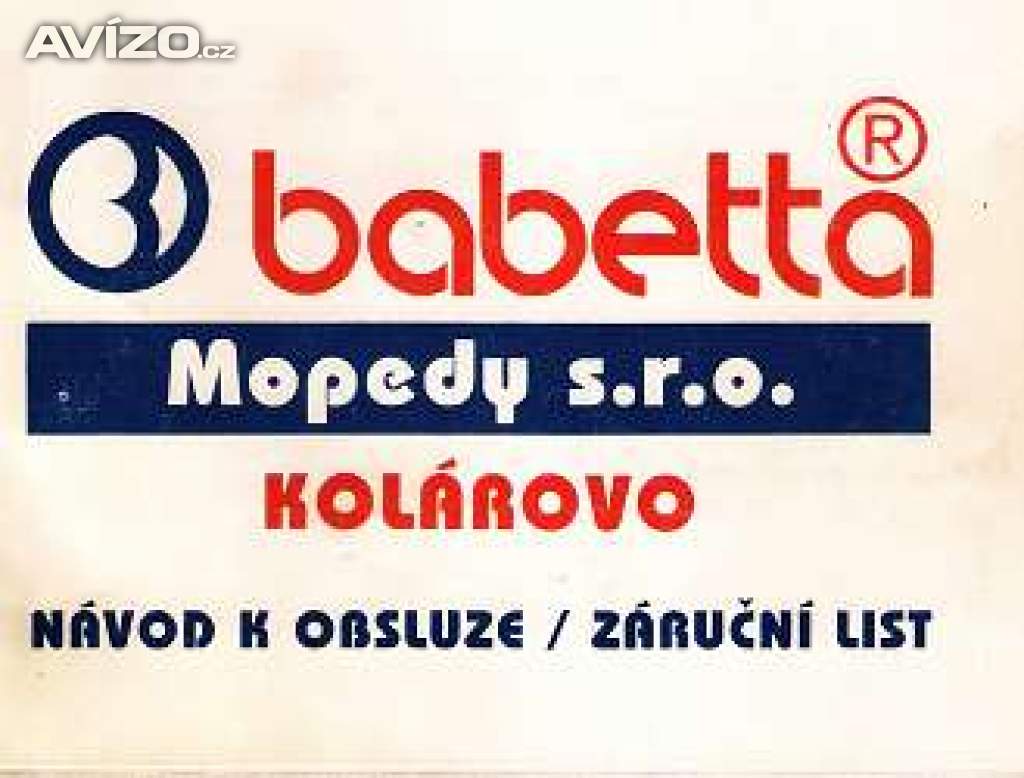 AVÍZO.cz
babetta ®
Mopedy s.r.o.
KOLÁROVO
NÁVOD K OBSLUZE / ZÁRUČNÍ LIST